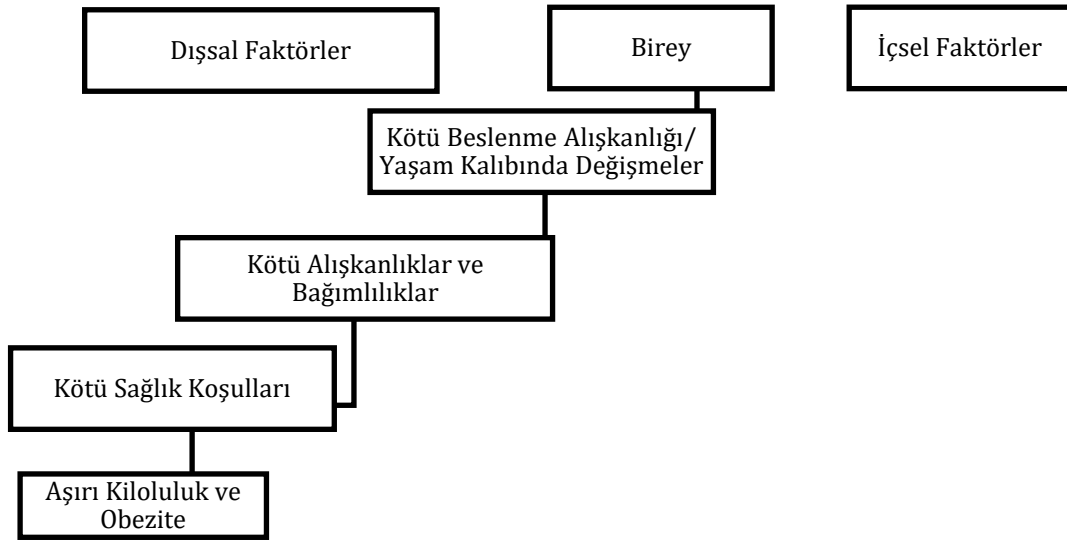 Dışsal Faktörler
Birey
İçsel Faktörler
Kötü Beslenme Alışkanlığı/
Yaşam Kalıbında Değişmeler
Kötü Alışkanlıklar ve
Bağımlılıklar
Kötü Sağlık Koşulları
Aşırı Kiloluluk ve
Obezite